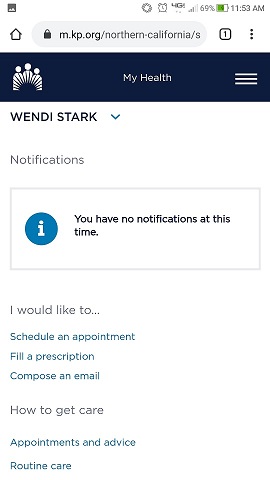 4G
69% 11:53 AM
m.kp.org/northern-california/s
1
My Health
WENDI STARK
Notifications
i
You have no notifications at this
time.
I would like to...
Schedule an appointment
Fill a prescription
Compose an email
How to get care
Appointments and advice
Routine care